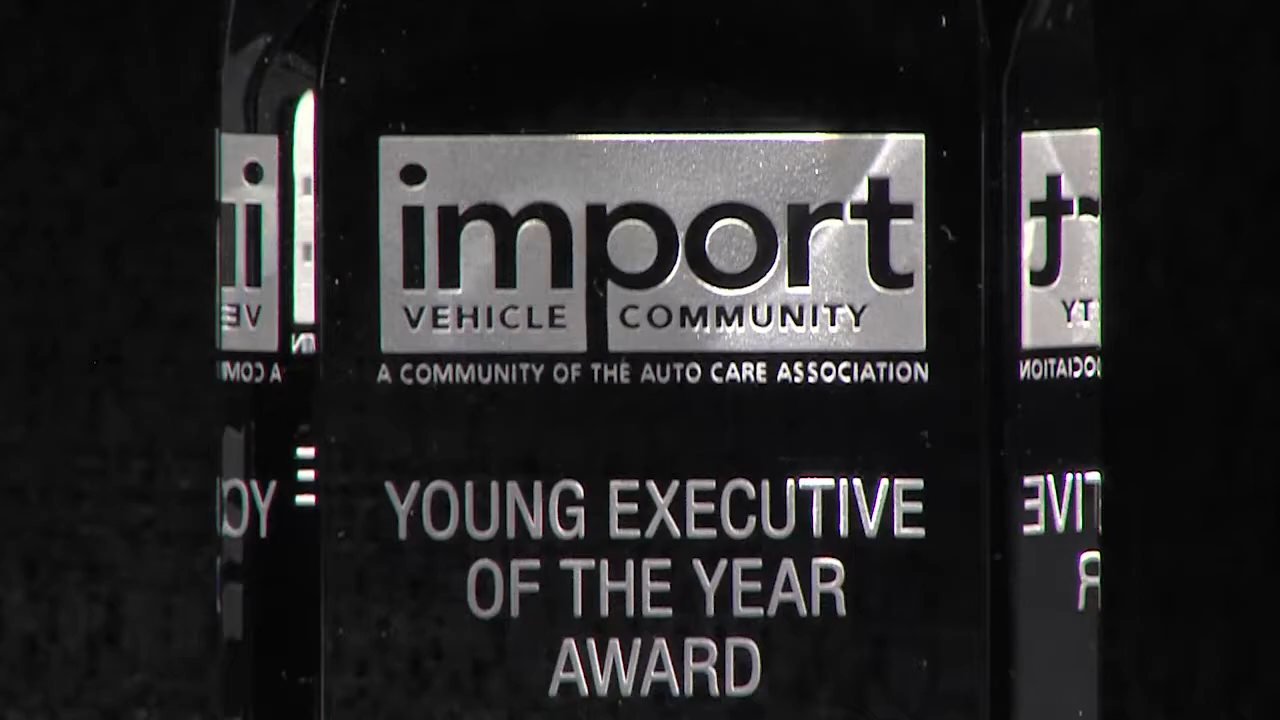 import
VEHICLE COMMUNITY
A COMMUNITY OF THE AUTO CARE ASSOCIATION
YOUNG EXECUTIVE
OF THE YEAR
AWARD